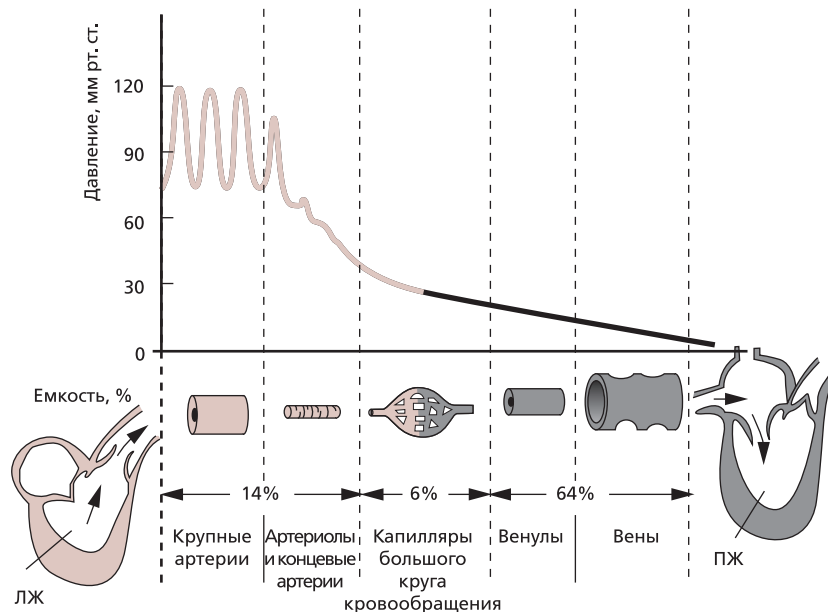 Давление, мм рт. ст.
120
90
60
30
0
Емкость, %
14%
6%
64%
Крупные
артерии
Артериолы
и концевые
артерии
Капилляры
большого
круга
кровообращения
Венулы
Вены
ЛЖ
ПЖ